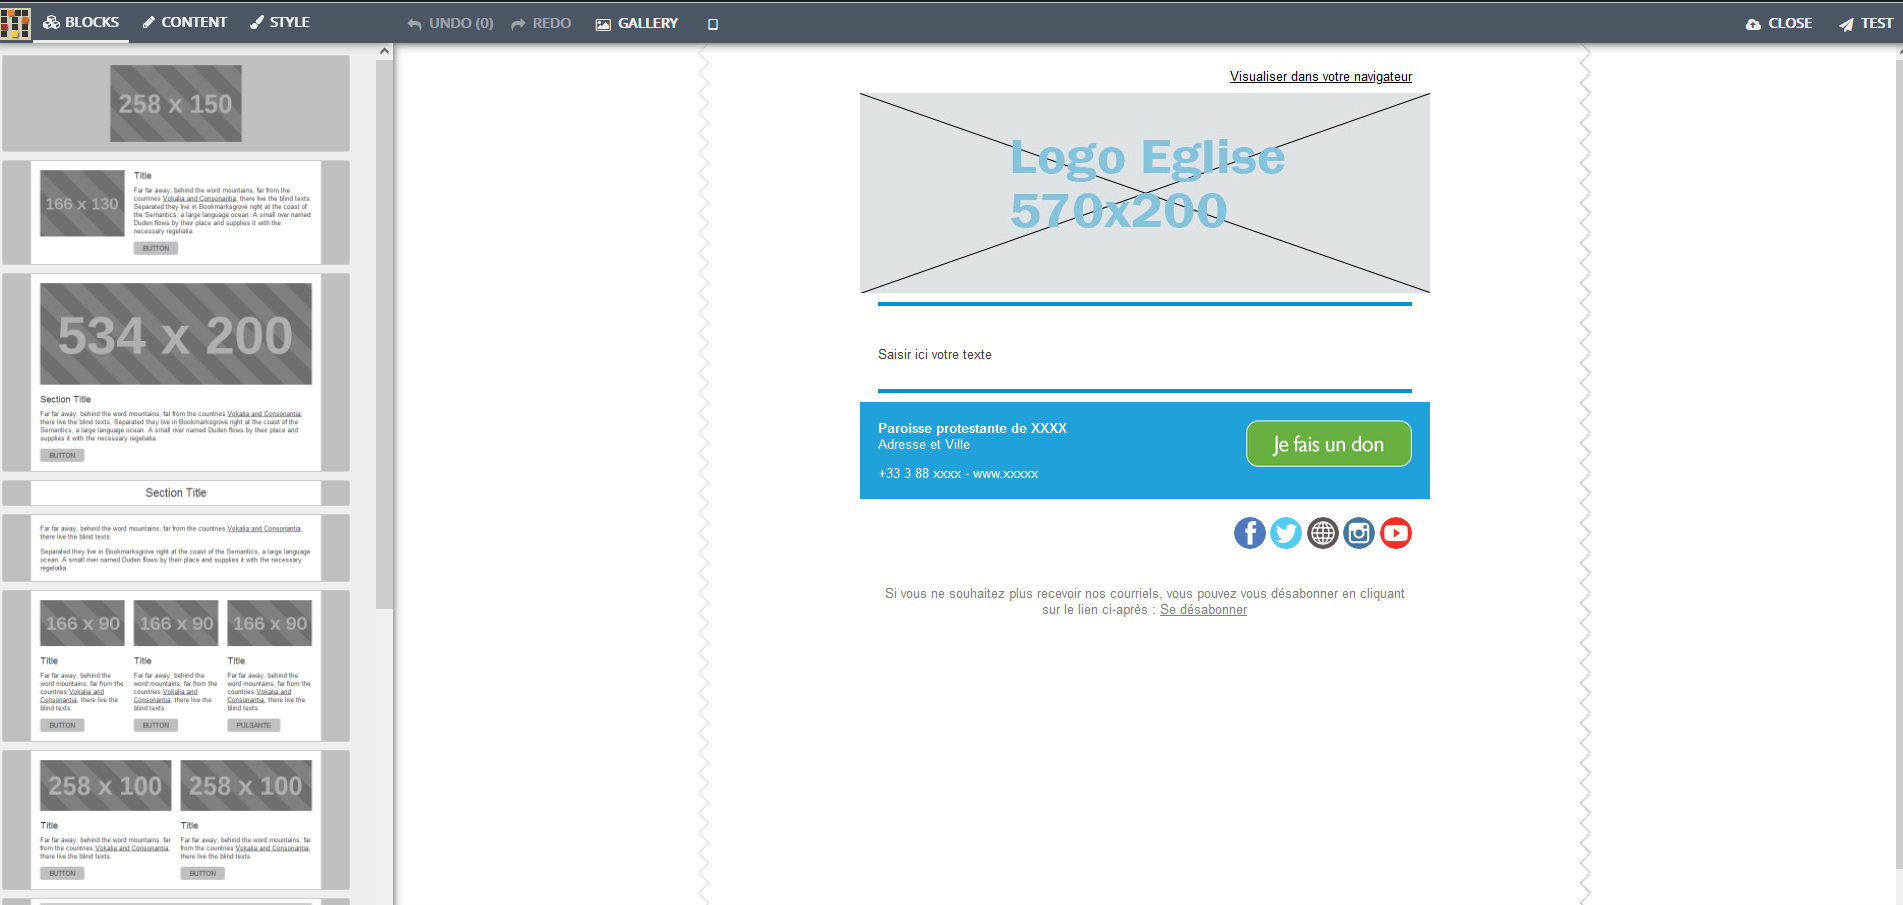 BLOCKS CONTENT STYLE UNDO (0) REDO GALLERY CLOSE TEST
258 x 150
166 x 130
Title
Far far away, behind the word mountains, far from the
countries Vokalia and Consonantia, there live the blind texts.
Separated they live in Bookmarksgrove right at the coast of
the Semantics, a large language ocean. A small river named
Duden flows by their place and supplies it with the
necessary regelialia.
BUTTON
534 x 200
Section Title
Far far away, behind the word mountains, far from the countries Vokalia and Consonantia,
there live the blind texts. Separated they live in Bookmarksgrove right at the coast of the
Semantics, a large language ocean. A small river named Duden flows by their place and
supplies it with the necessary regelialia.
BUTTON
Section Title
Far far away, behind the word mountains, far from the countries Vokalia and Consonantia,
there live the blind texts.
Separated they live in Bookmarksgrove right at the coast of the Semantics, a large language
ocean. A small river named Duden flows by their place and supplies it with the necessary
regelialia.
166 x 90
Title
Far far away, behind the
word mountains, far from the
countries Vokalia and
Consonantia, there live the
blind texts.
BUTTON
166 x 90
Title
Far far away, behind the
word mountains, far from the
countries Vokalia and
Consonantia, there live the
blind texts.
BUTTON
166 x 90
Title
Far far away, behind the
word mountains, far from the
countries Vokalia and
Consonantia, there live the
blind texts.
PULSANTE
258 x 100
Title
Far far away, behind the word mountains, far
from the countries Vokalia and Consonantia,
there live the blind texts.
BUTTON
258 x 100
Title
Far far away, behind the word mountains, far
from the countries Vokalia and Consonantia,
there live the blind texts.
BUTTON
Visualiser dans votre navigateur
Logo Eglise
570x200
Saisir ici votre texte
Paroisse protestante de XXXX
Adresse et Ville
+33 3 88 xxxx - www.xxxxx
Je fais un don
Si vous ne souhaitez plus recevoir nos courriels, vous pouvez vous désabonner en cliquant
sur le lien ci-après : Se désabonner